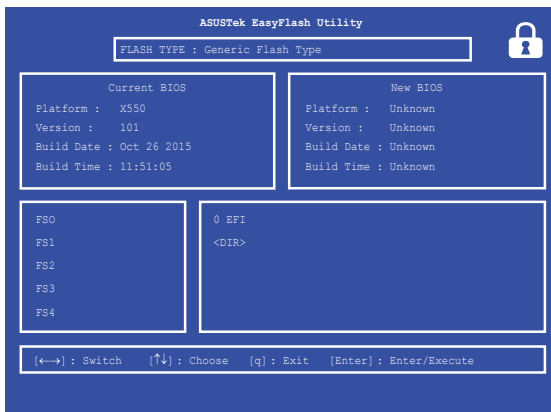 ASUSTek EasyFlash Utility
FLASH TYPE : Generic Flash Type
Current BIOS
Platform : X550
Version : 101
Build Date : Oct 26 2015
Build Time : 11:51:05
New BIOS
Platform : Unknown
Version : Unknown
Build Date : Unknown
Build Time : Unknown
FSO
FS1
FS2
FS3
FS4
0 EFI
<DIR>
[←→] : Switch [↑↓] : Choose [q] : Exit [Enter] : Enter/Execute